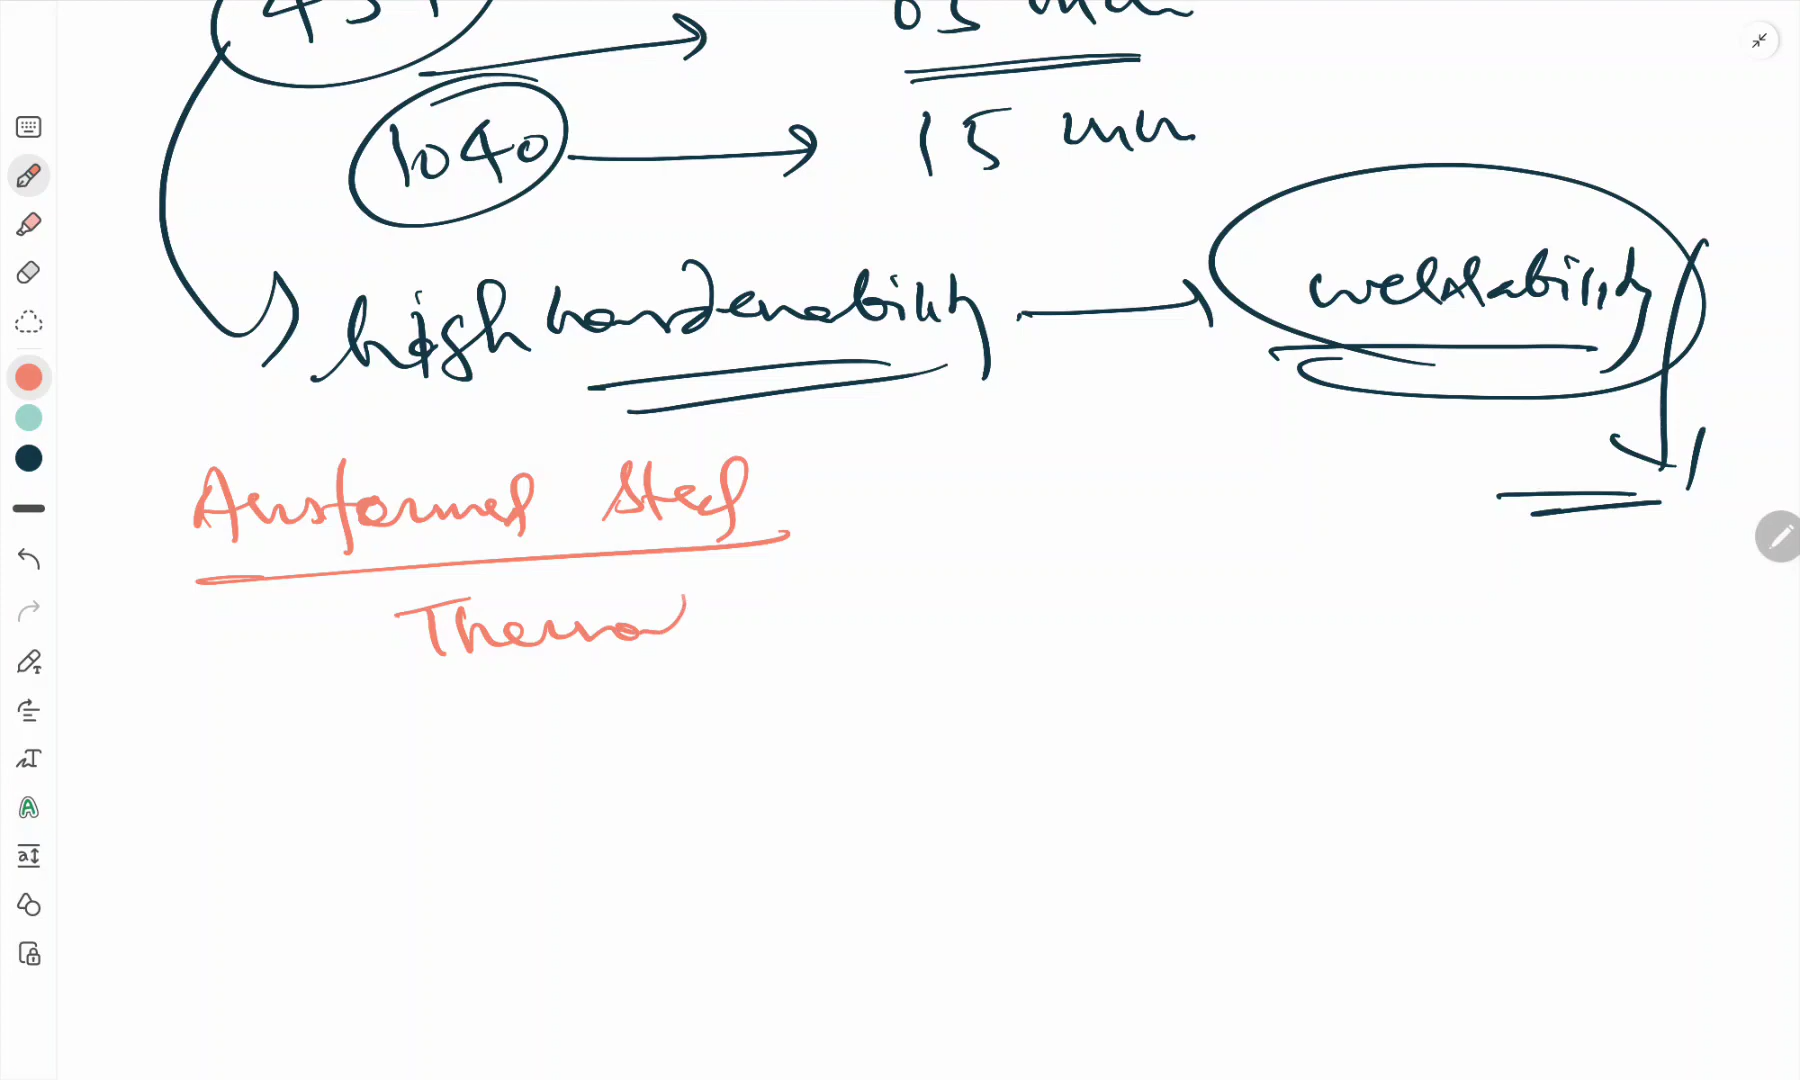 1040 → 15 mm
high hardenability → weldability ↓
Ausformed Steel
Thermo